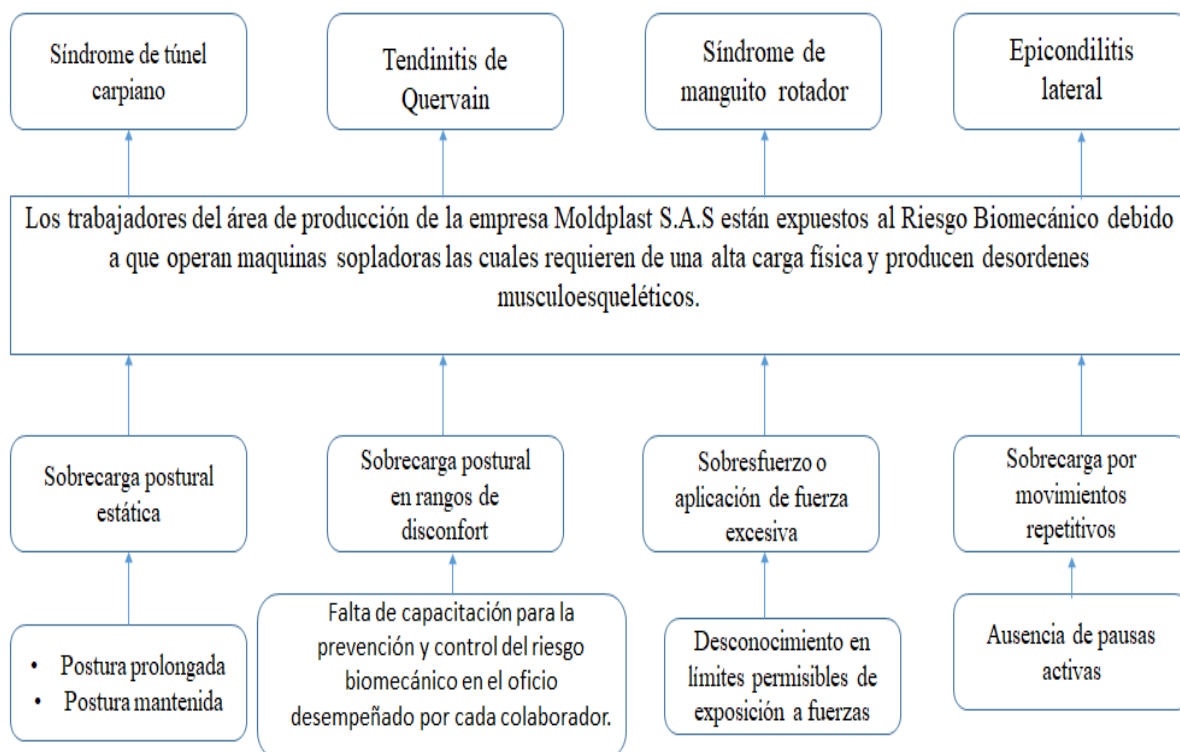 Síndrome de túnel
carpiano
Tendinitis de
Quervain
Síndrome de
manguito rotador
Epicondilitis
lateral
Los trabajadores del área de producción de la empresa Moldplast S.A.S están expuestos al Riesgo Biomecánico debido
a que operan maquinas sopladoras las cuales requieren de una alta carga física y producen desordenes
musculoesqueléticos.
Sobrecarga postural
estática
Sobrecarga postural
en rangos de
disconfort
Sobresfuerzo o
aplicación de fuerza
excesiva
Sobrecarga por
movimientos
repetitivos
• Postura prolongada
• Postura mantenida
Falta de capacitación para la
prevención y control del riesgo
biomecánico en el oficio
desempeñado por cada colaborador.
Desconocimiento en
límites permisibles de
exposición a fuerzas
Ausencia de pausas
activas